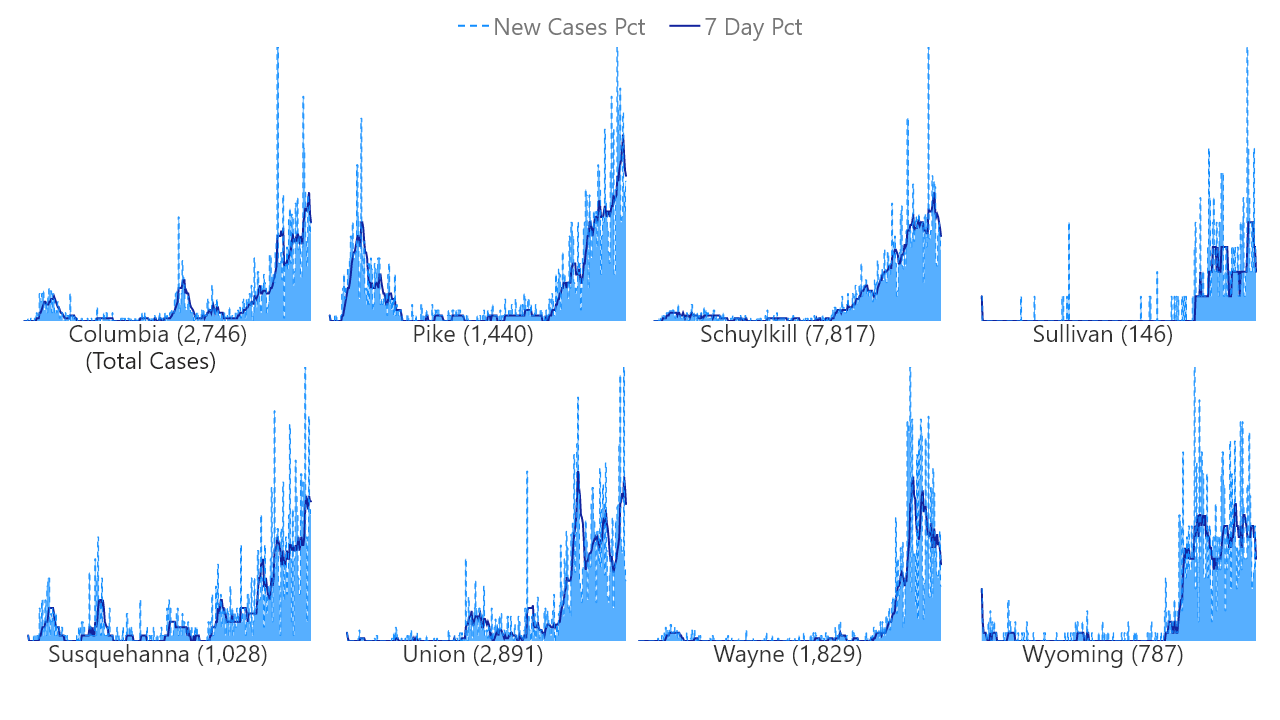 New Cases Pct 7 Day Pct
Columbia (2,746) Pike (1,440) Schuylkill (7,817) Sullivan (146)
(Total Cases)
Susquehanna (1,028) Union (2,891) Wayne (1,829) Wyoming (787)